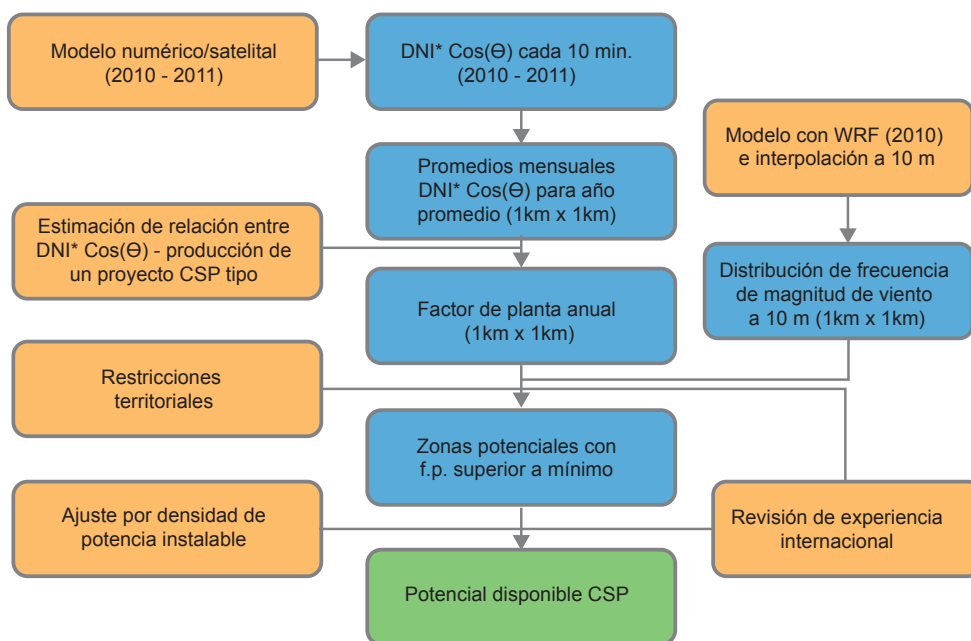 Modelo numérico/satelital
(2010 - 2011)
DNI* Cos(Θ) cada 10 min.
(2010 - 2011)
Modelo con WRF (2010)
e interpolación a 10 m
Promedios mensuales
DNI* Cos(Θ) para año
promedio (1km x 1km)
Estimación de relación entre
DNI* Cos(Θ) - producción de
un proyecto CSP tipo
Distribución de frecuencia
de magnitud de viento
a 10 m (1km x 1km)
Factor de planta anual
(1km x 1km)
Restricciones
territoriales
Zonas potenciales con
f.p. superior a mínimo
Ajuste por densidad de
potencia instalable
Revisión de experiencia
internacional
Potencial disponible CSP